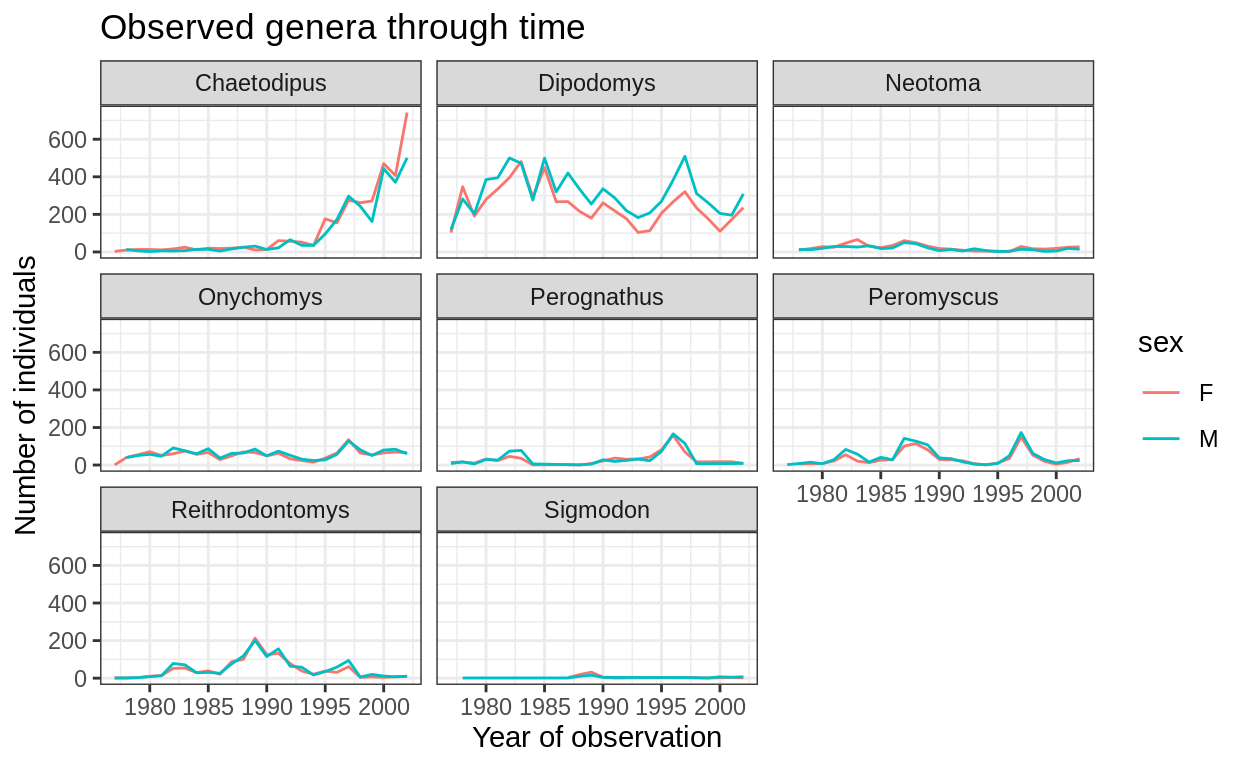 Observed genera through time
Chaetodipus Dipodomys Neotoma
600
400
200
0
Onychomys Perognathus Peromyscus
600
400
200
0
1980 1985 1990 1995 2000
Reithrodontomys Sigmodon
600
400
200
0
1980 1985 1990 1995 2000 1980 1985 1990 1995 2000
Year of observation
Number of individuals
sex
F
M